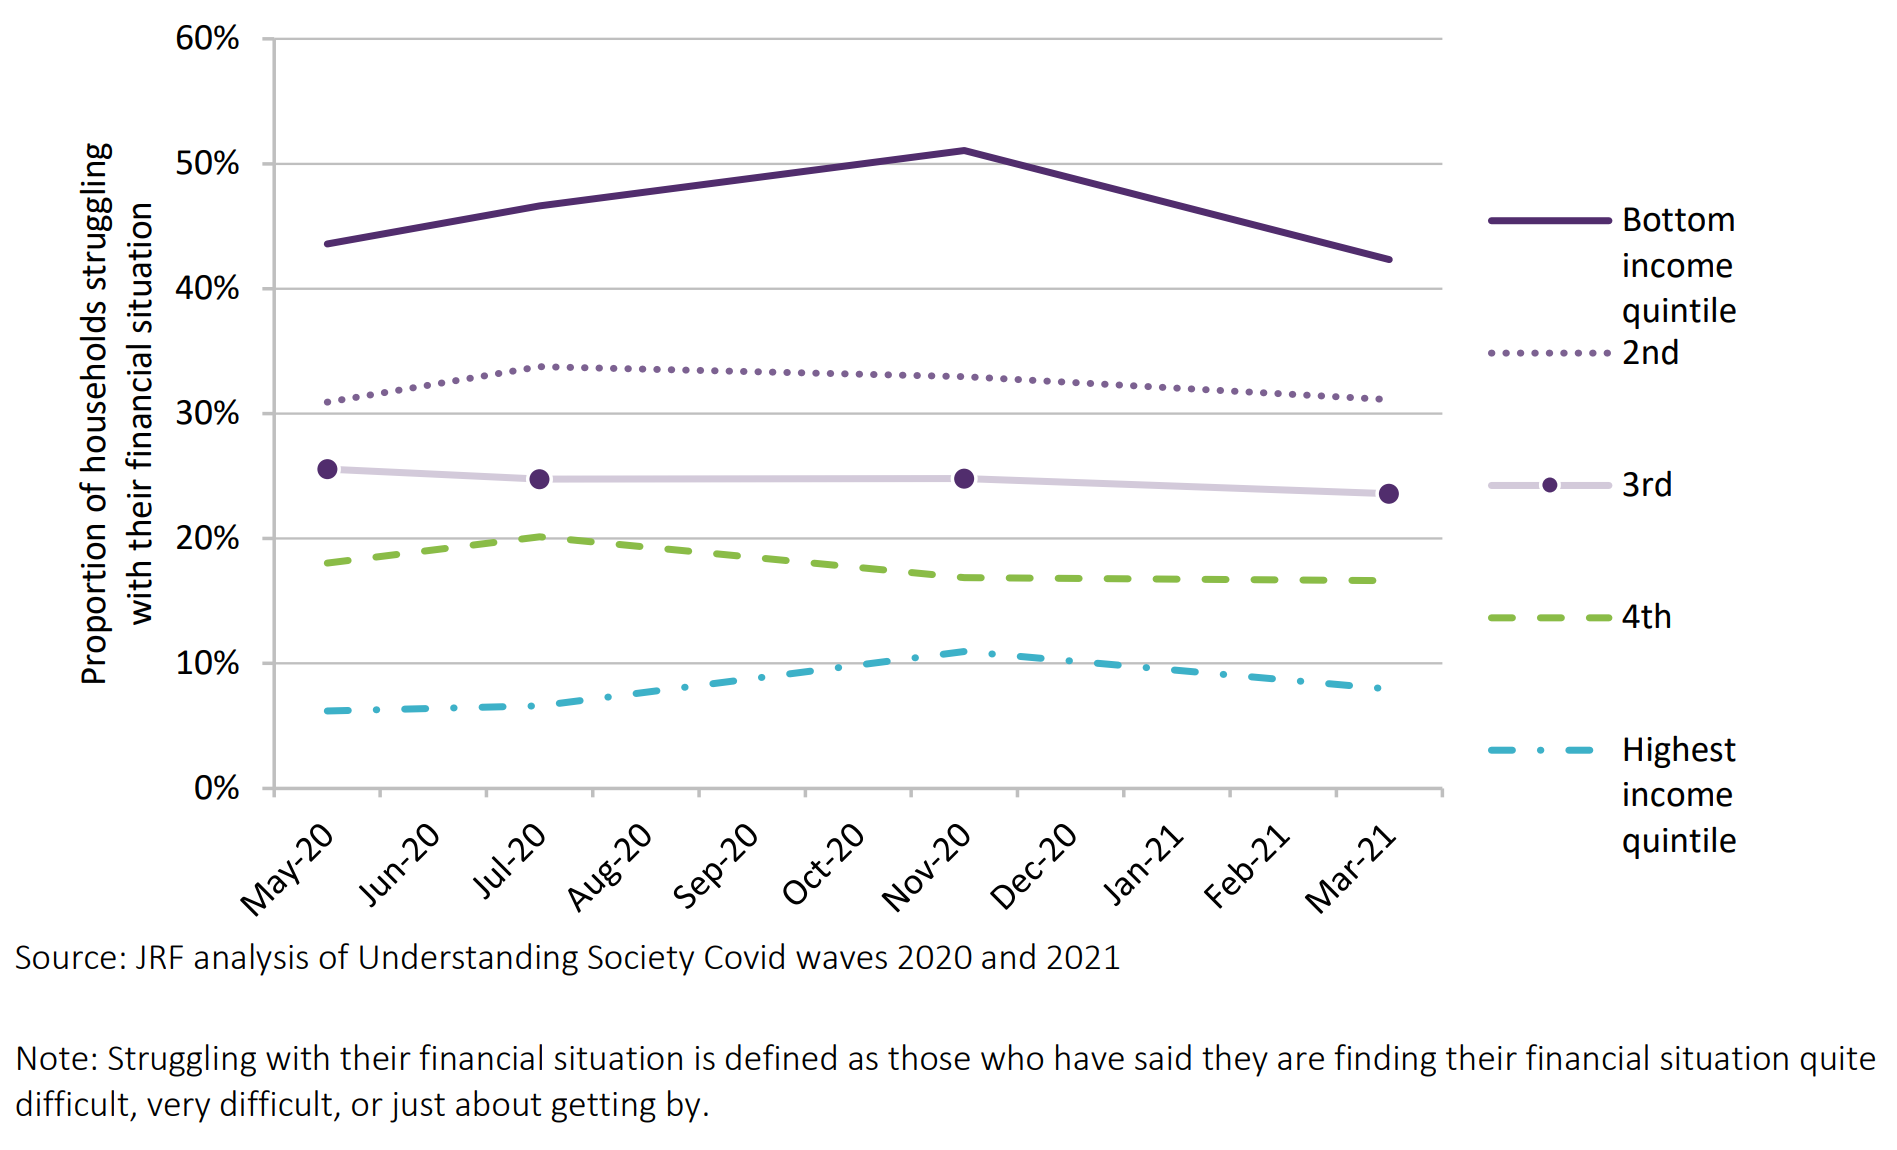 60%
50%
40%
30%
20%
10%
0%
Proportion of households struggling
with their financial situation
May-20
Jun-20
Jul-20
Aug-20
Sep-20
Oct-20
Nov-20
Dec-20
Jan-21
Feb-21
Mar-21
Bottom
income
quintile
2nd
3rd
4th
Highest
income
quintile
Source: JRF analysis of Understanding Society Covid waves 2020 and 2021
Note: Struggling with their financial situation is defined as those who have said they are finding their financial situation quite
difficult, very difficult, or just about getting by.